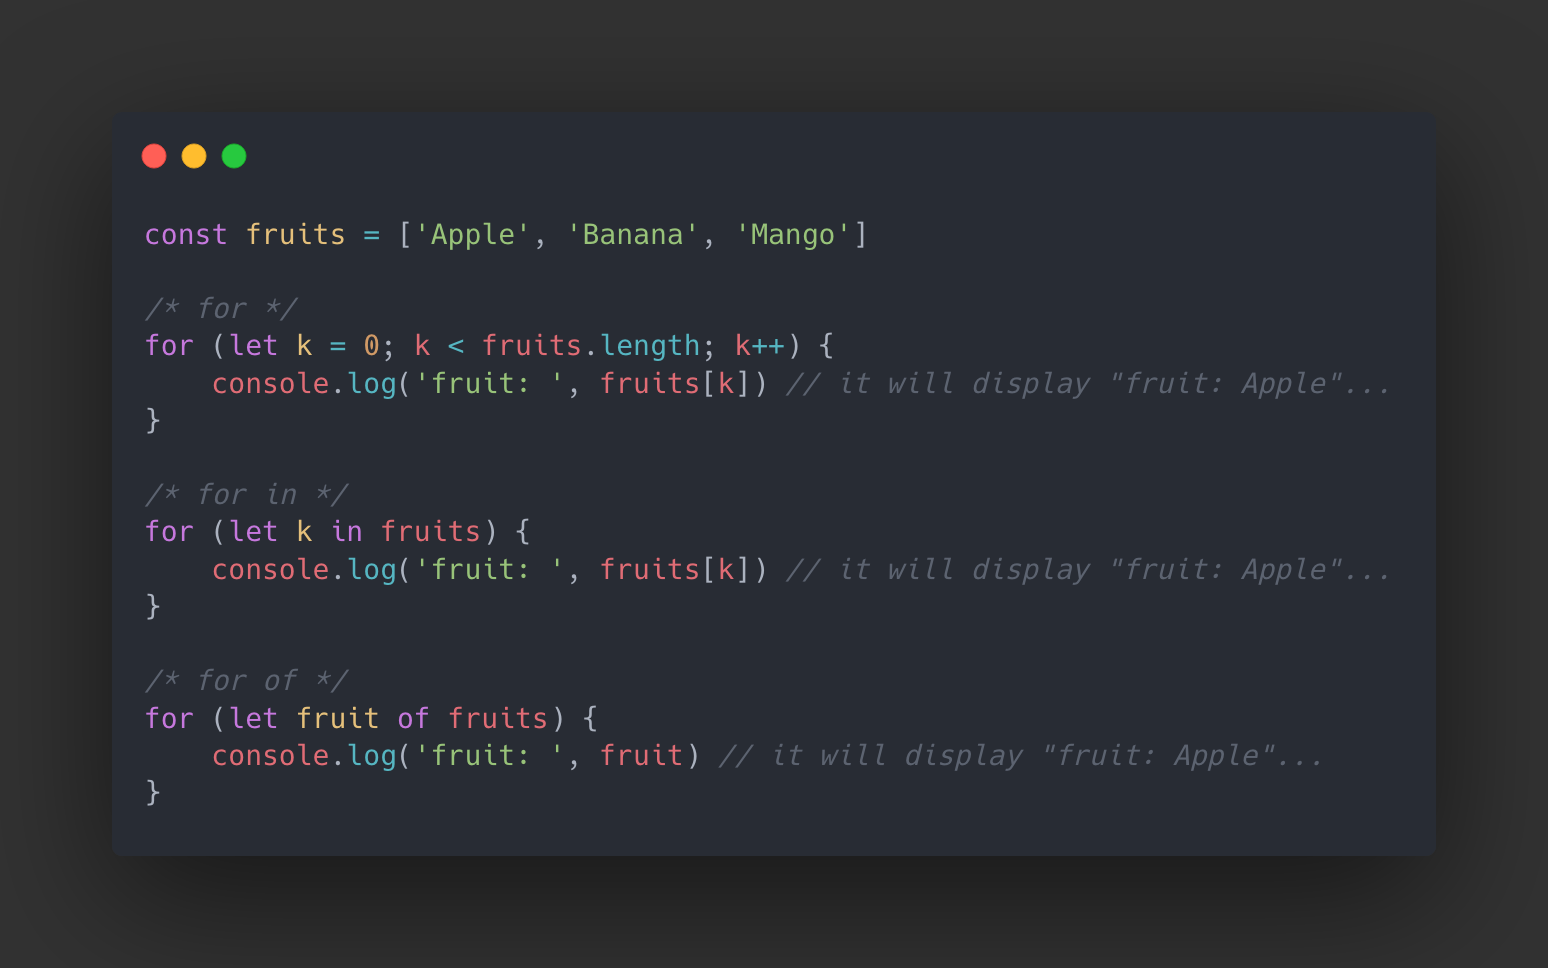 const fruits = ['Apple', 'Banana', 'Mango']
/* for */
for (let k = 0; k < fruits.length; k++) {
    console.log('fruit: ', fruits[k]) // it will display "fruit: Apple"...
}
/* for in */
for (let k in fruits) {
    console.log('fruit: ', fruits[k]) // it will display "fruit: Apple"...
}
/* for of */
for (let fruit of fruits) {
    console.log('fruit: ', fruit) // it will display "fruit: Apple"...
}